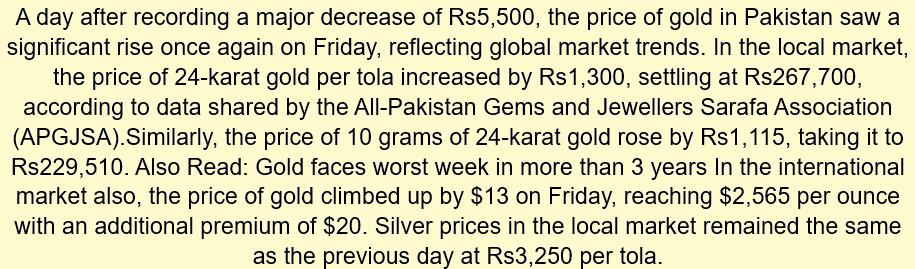 A day after recording a major decrease of Rs5,500, the price of gold in Pakistan saw a
significant rise once again on Friday, reflecting global market trends. In the local market,
the price of 24-karat gold per tola increased by Rs1,300, settling at Rs267,700,
according to data shared by the All-Pakistan Gems and Jewellers Sarafa Association
(APGJSA).Similarly, the price of 10 grams of 24-karat gold rose by Rs1,115, taking it to
Rs229,510. Also Read: Gold faces worst week in more than 3 years In the international
market also, the price of gold climbed up by $13 on Friday, reaching $2,565 per ounce
with an additional premium of $20. Silver prices in the local market remained the same
as the previous day at Rs3,250 per tola.